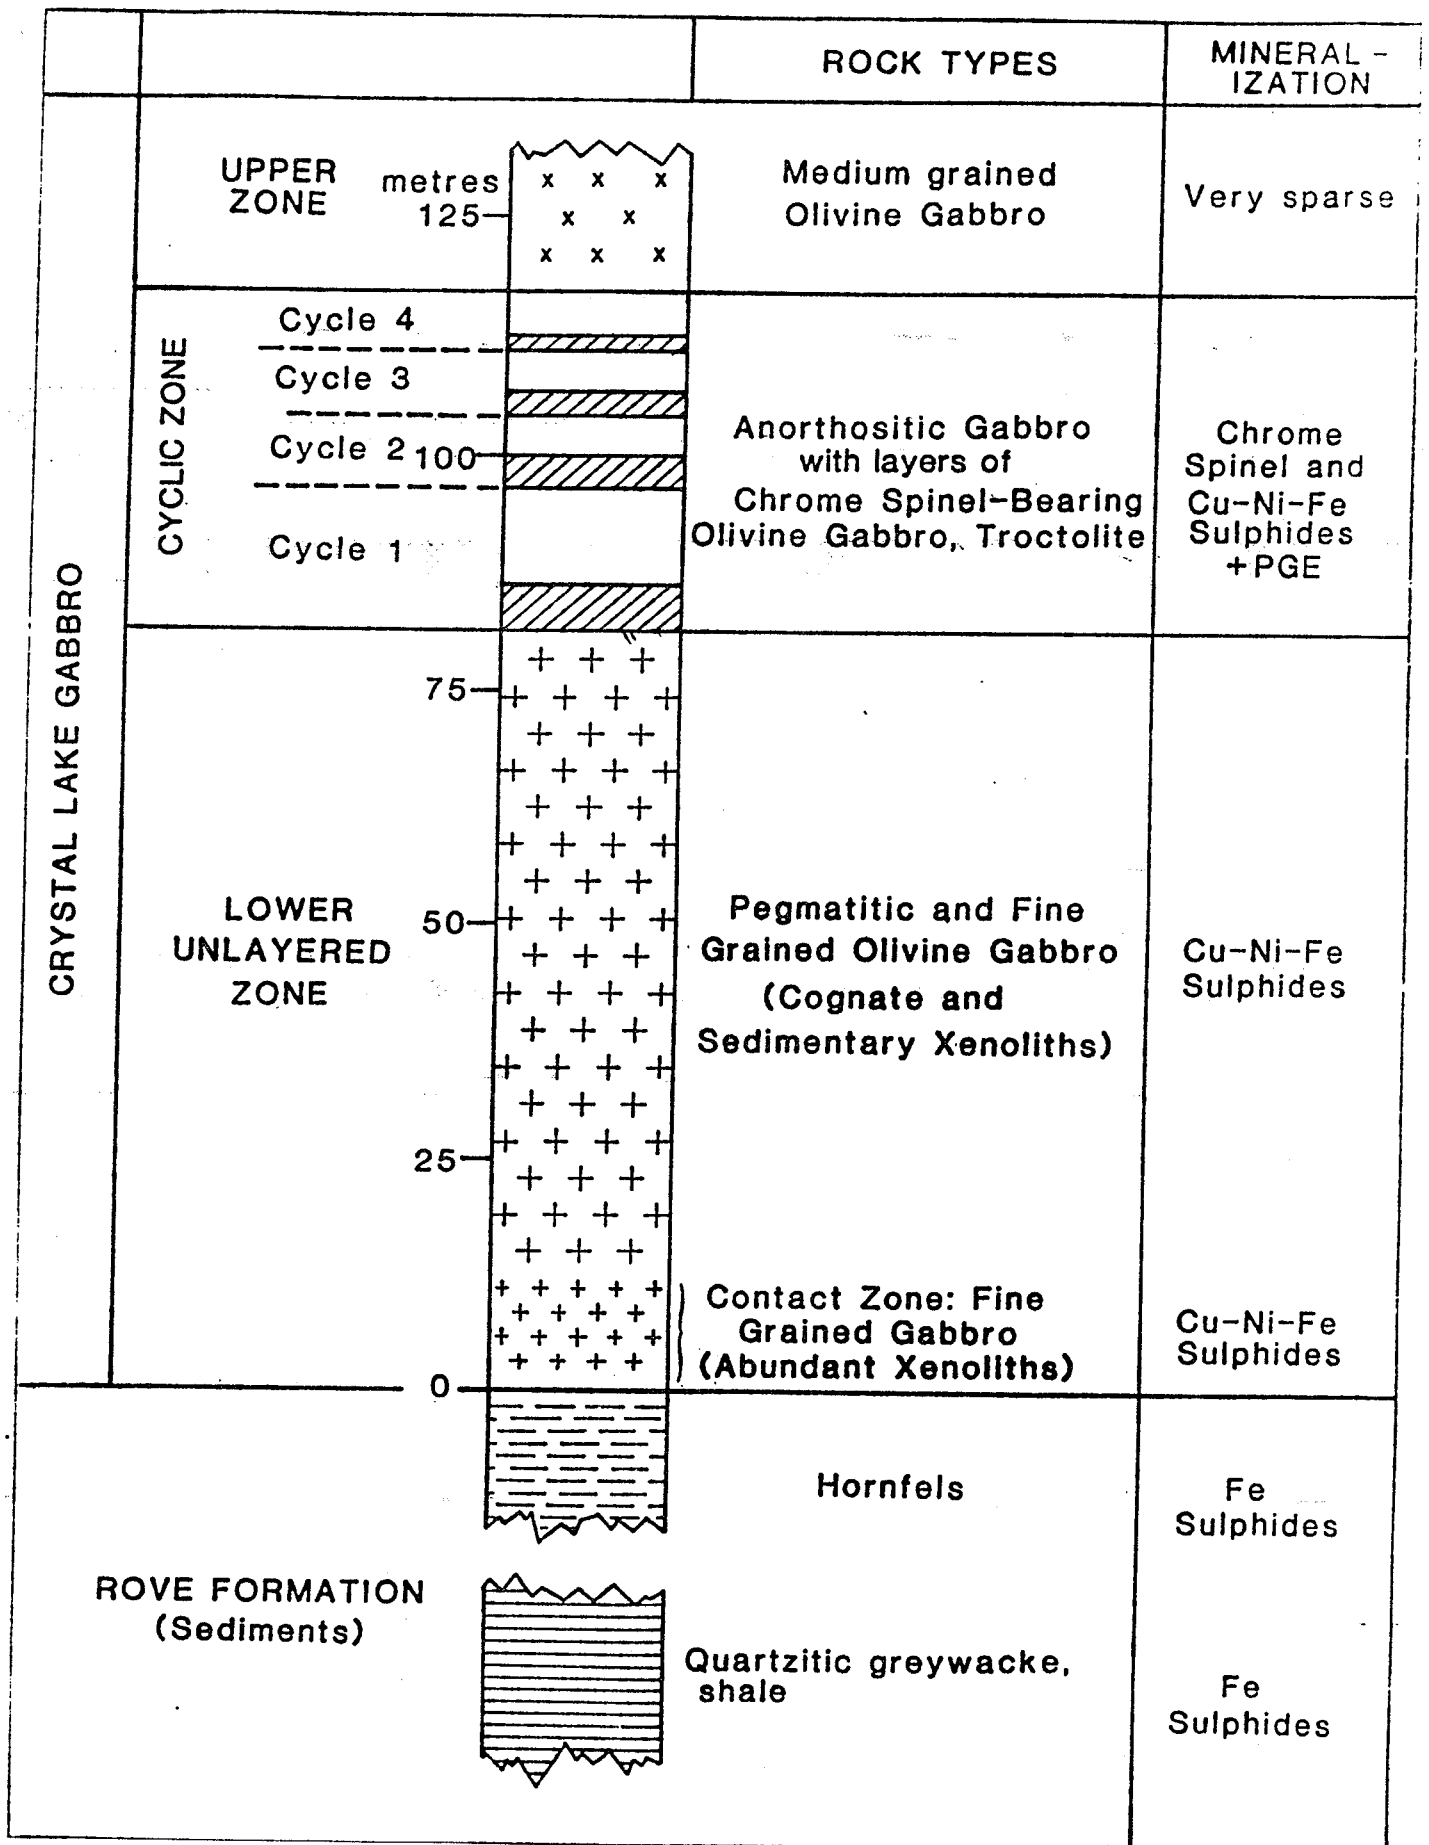 ROCK TYPES
MINERAL-
IZATION
CRYSTAL LAKE GABBRO
UPPER
ZONE
metres
125
Medium grained
Olivine Gabbro
Very sparse
CYCLIC ZONE
Cycle 4
Cycle 3
Cycle 2
100
Cycle 1
Anorthositic Gabbro
with layers of
Chrome Spinel-Bearing
Olivine Gabbro, Troctolite
Chrome
Spinel and
Cu-Ni-Fe
Sulphides
+PGE
75
LOWER
UNLAYERED
ZONE
50
25
0
Pegmatitic and Fine
Grained Olivine Gabbro
(Cognate and
Sedimentary Xenoliths)
Cu-Ni-Fe
Sulphides
Contact Zone: Fine
Grained Gabbro
(Abundant Xenoliths)
Cu-Ni-Fe
Sulphides
ROVE FORMATION
(Sediments)
Hornfels
Fe
Sulphides
Quartzitic greywacke,
shale
Fe
Sulphides